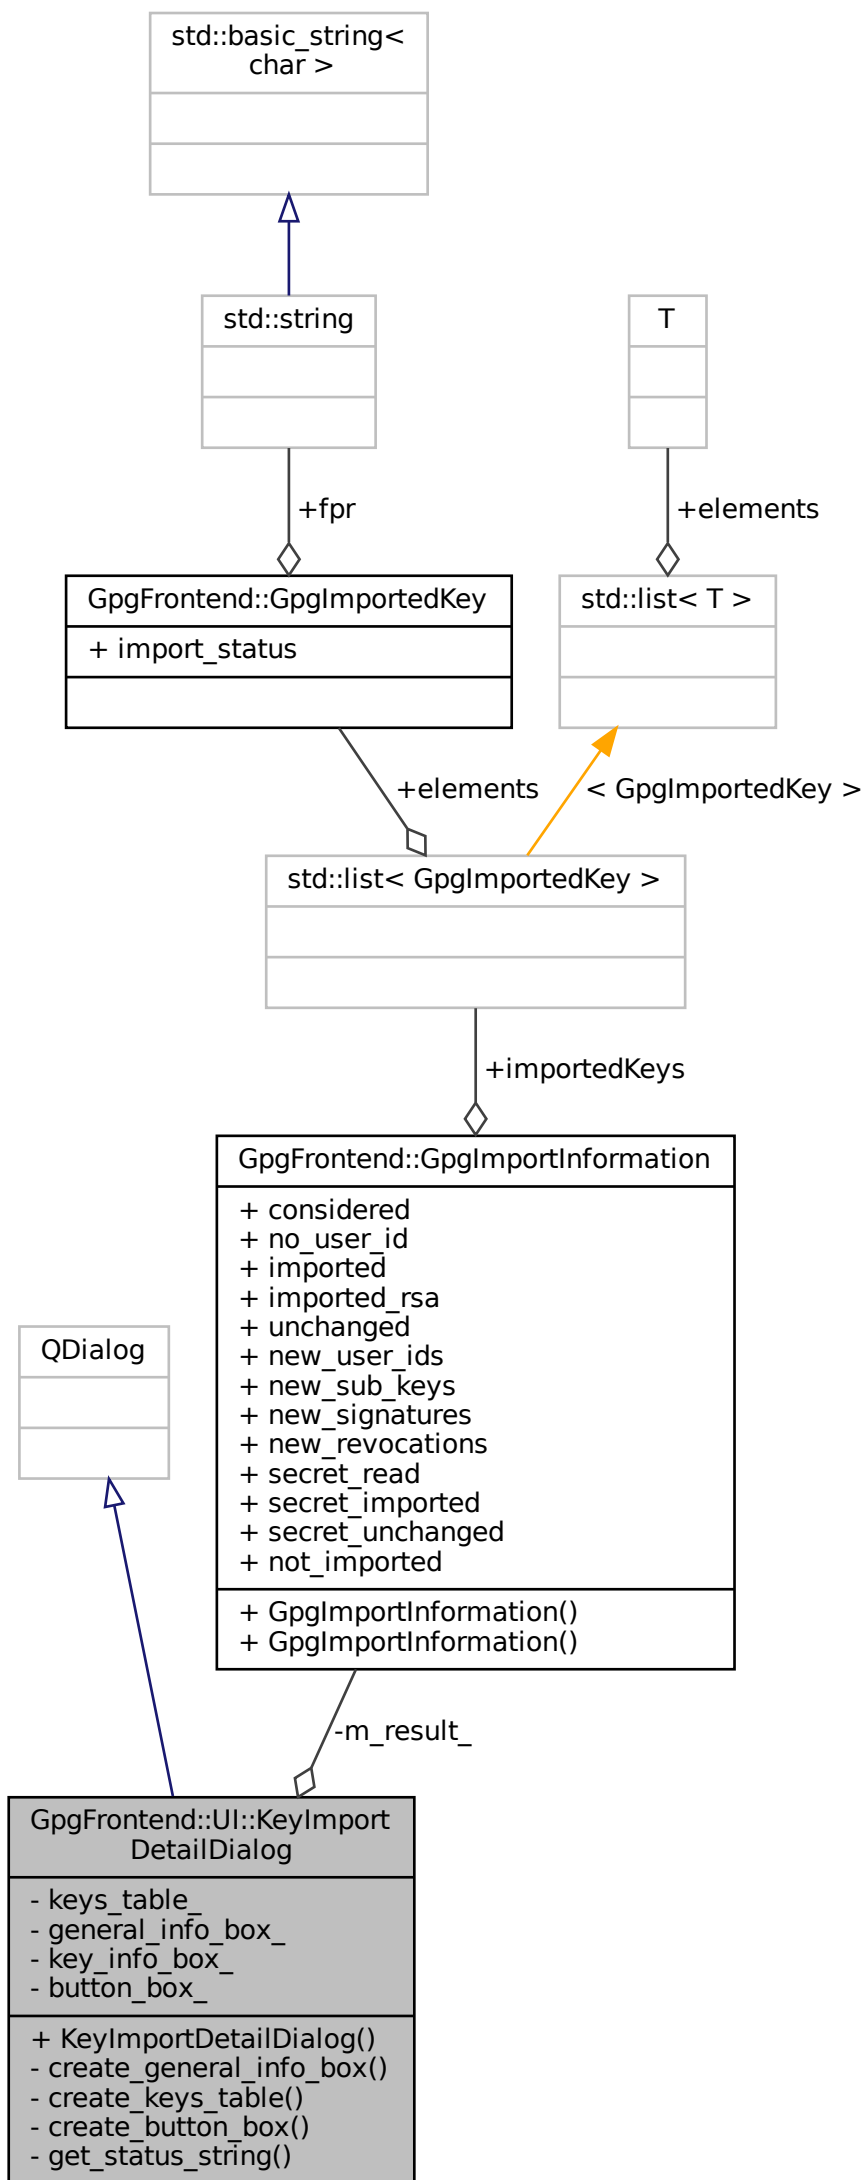 std::basic_string<
char >
std::string
T
+fpr
+elements
GpgFrontend::GpgImportedKey
+ import_status
std::list< T >
+elements
< GpgImportedKey >
std::list< GpgImportedKey >
+importedKeys
GpgFrontend::GpgImportInformation
+ considered
+ no_user_id
+ imported
+ imported_rsa
+ unchanged
+ new_user_ids
+ new_sub_keys
+ new_signatures
+ new_revocations
+ secret_read
+ secret_imported
+ secret_unchanged
+ not_imported
+ GpgImportInformation()
+ GpgImportInformation()
QDialog
-m_result_
GpgFrontend::UI::KeyImport
DetailDialog
- keys_table_
- general_info_box_
- key_info_box_
- button_box_
+ KeyImportDetailDialog()
- create_general_info_box()
- create_keys_table()
- create_button_box()
- get_status_string()